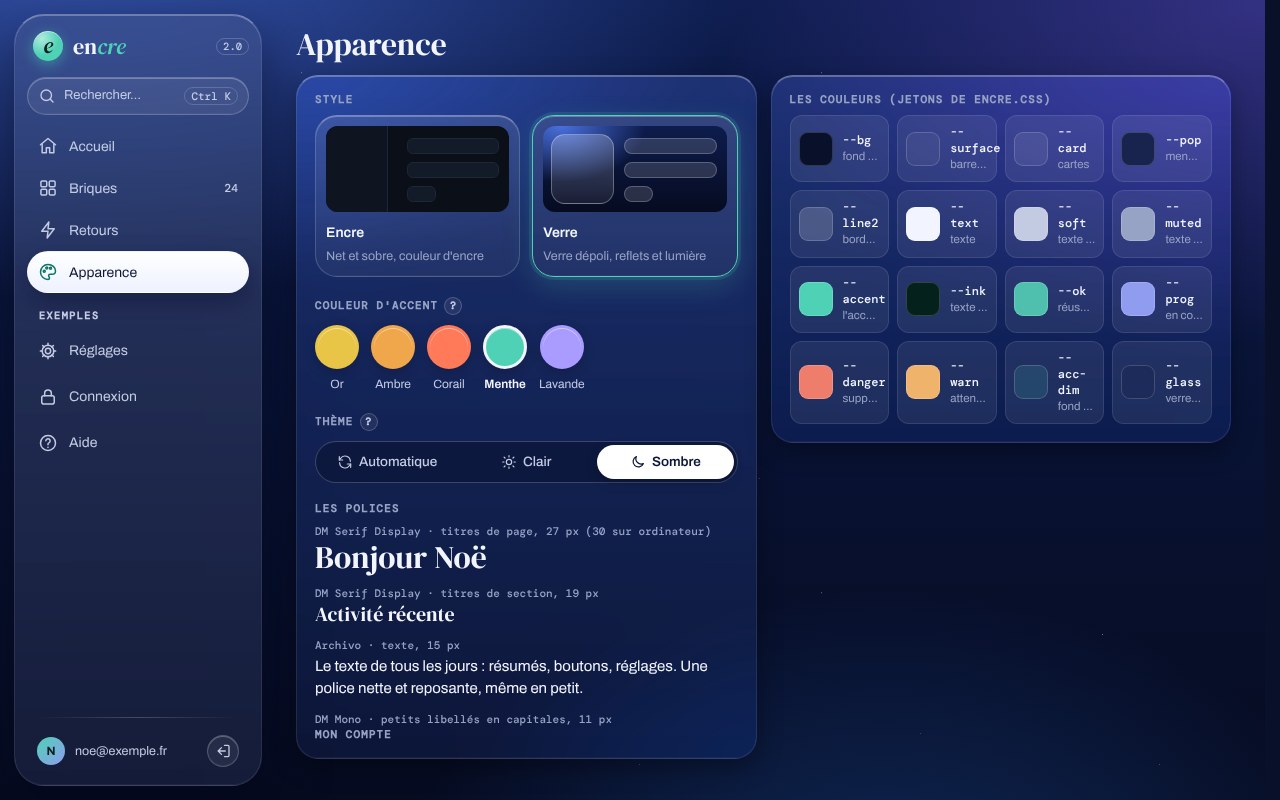 e encre 2.0
Rechercher... Ctrl K
Accueil
Briques 24
Retours
Apparence
EXEMPLES
Réglages
Connexion
Aide
N noe@exemple.fr
Apparence
STYLE
Encre
Net et sobre, couleur d'encre
Verre
Verre dépoli, reflets et lumière
COULEUR D'ACCENT ?
Or Ambre Corail Menthe Lavande
THÈME ?
Automatique Clair Sombre
LES POLICES
DM Serif Display · titres de page, 27 px (30 sur ordinateur)
Bonjour Noë
DM Serif Display · titres de section, 19 px
Activité récente
Archivo · texte, 15 px
Le texte de tous les jours : résumés, boutons, réglages. Une
police nette et reposante, même en petit.
DM Mono · petits libellés en capitales, 11 px
MON COMPTE
LES COULEURS (JETONS DE ENCRE.CSS)
--bg
fond ...
--
surface
barre...
--
card
cartes
--pop
men...
--
line2
bord...
--
text
texte
--
soft
texte ...
--
muted
texte ...
--
accent
l'acc...
--ink
texte ...
--ok
réus...
--
prog
en co...
--
danger
supp...
--
warn
atten...
--
acc-
dim
fond ...
--
glass
verre...